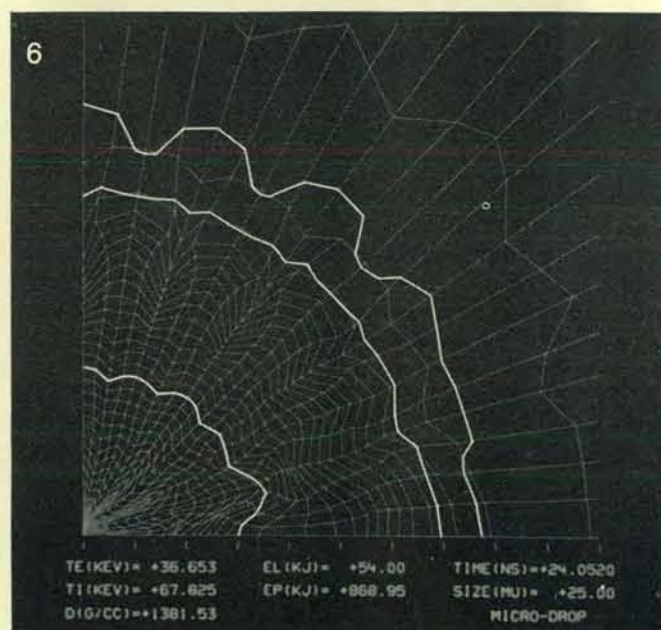 6
TE(KEV)= +36.653 EL(KJ)= +54.00 TIME(NS)=+24.0520
TI(KEV)= +67.825 EP(KJ)= +868.95 SIZE(MU)= +25.00
D(G/CC)=+1381.53 MICRO-DROP